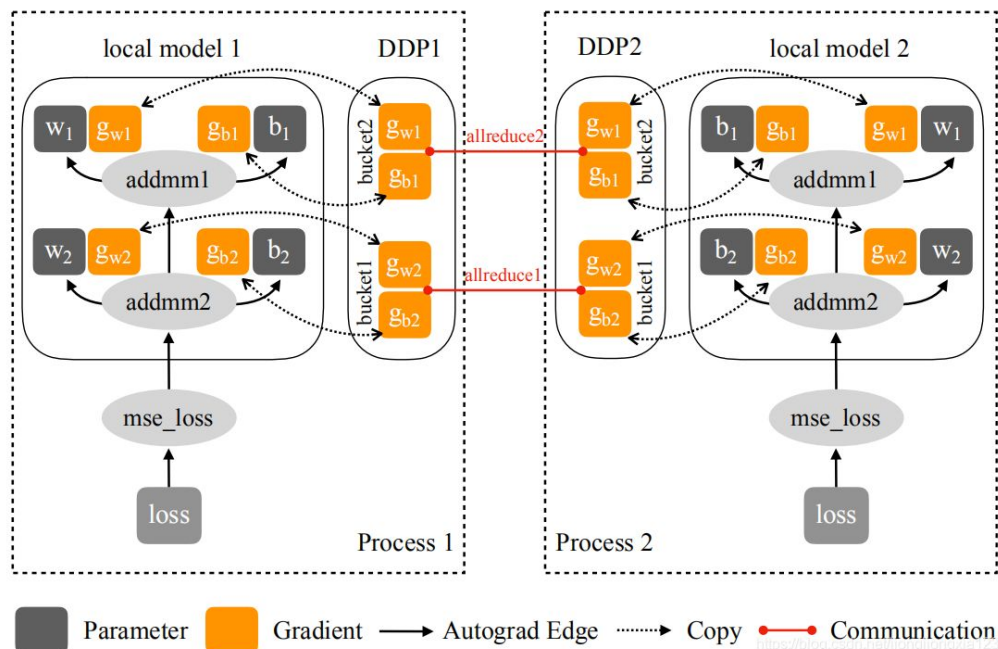 local model 1
DDP1
DDP2
local model 2
w1
gw1
gb1
b1
addmm1
w2
gw2
gb2
b2
addmm2
mse_loss
loss
gw1
gb1
bucket2
gw2
gb2
bucket1
Process 1
allreduce2
allreduce1
gw1
gb1
bucket2
gw2
gb2
bucket1
b1
gb1
gw1
w1
addmm1
b2
gb2
gw2
w2
addmm2
mse_loss
loss
Process 2
Parameter
Gradient
Autograd Edge
Copy
Communication